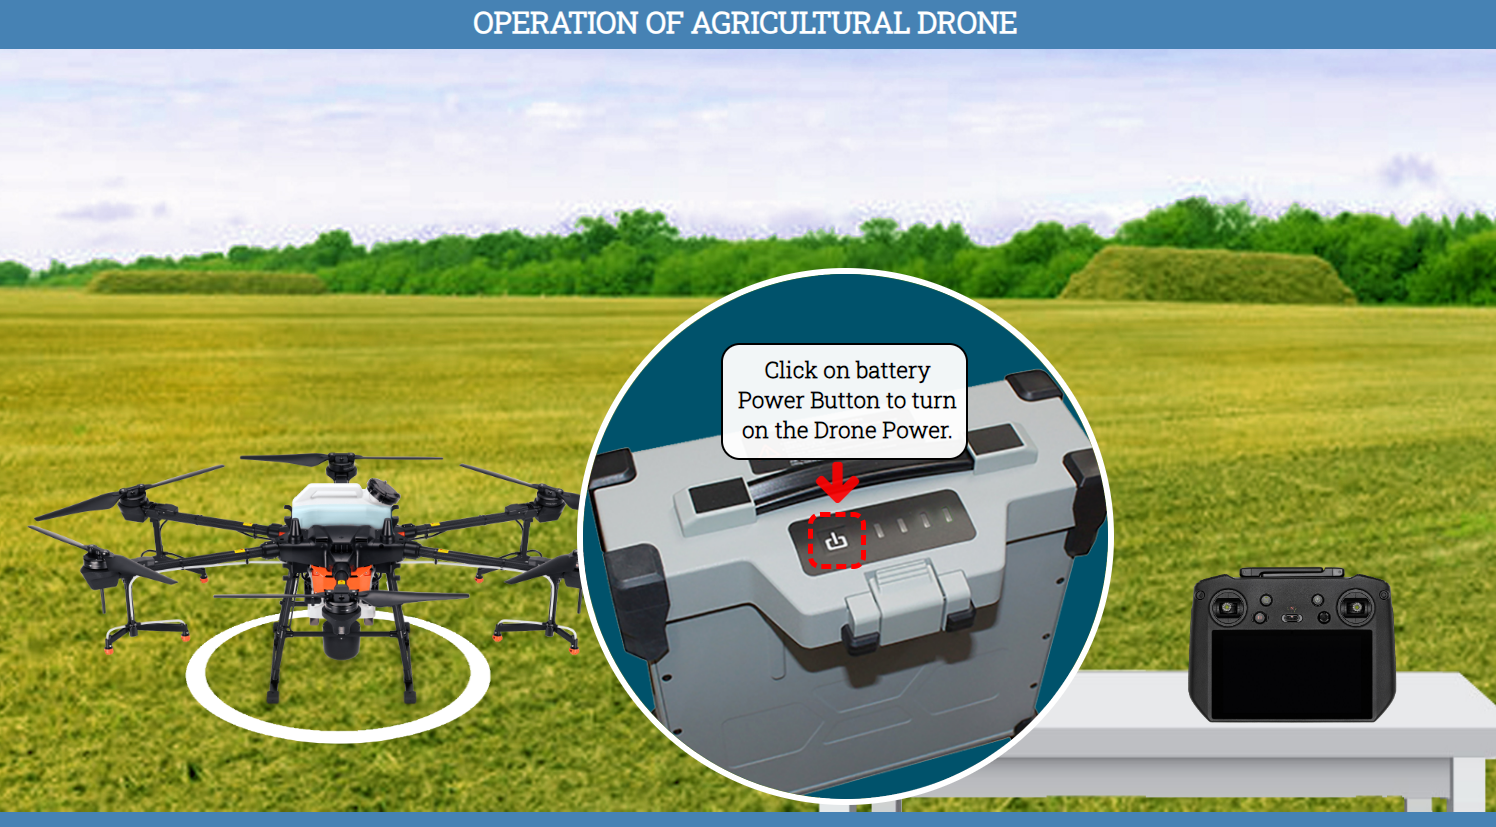 OPERATION OF AGRICULTURAL DRONE
Click on battery
Power Button to turn
on the Drone Power.